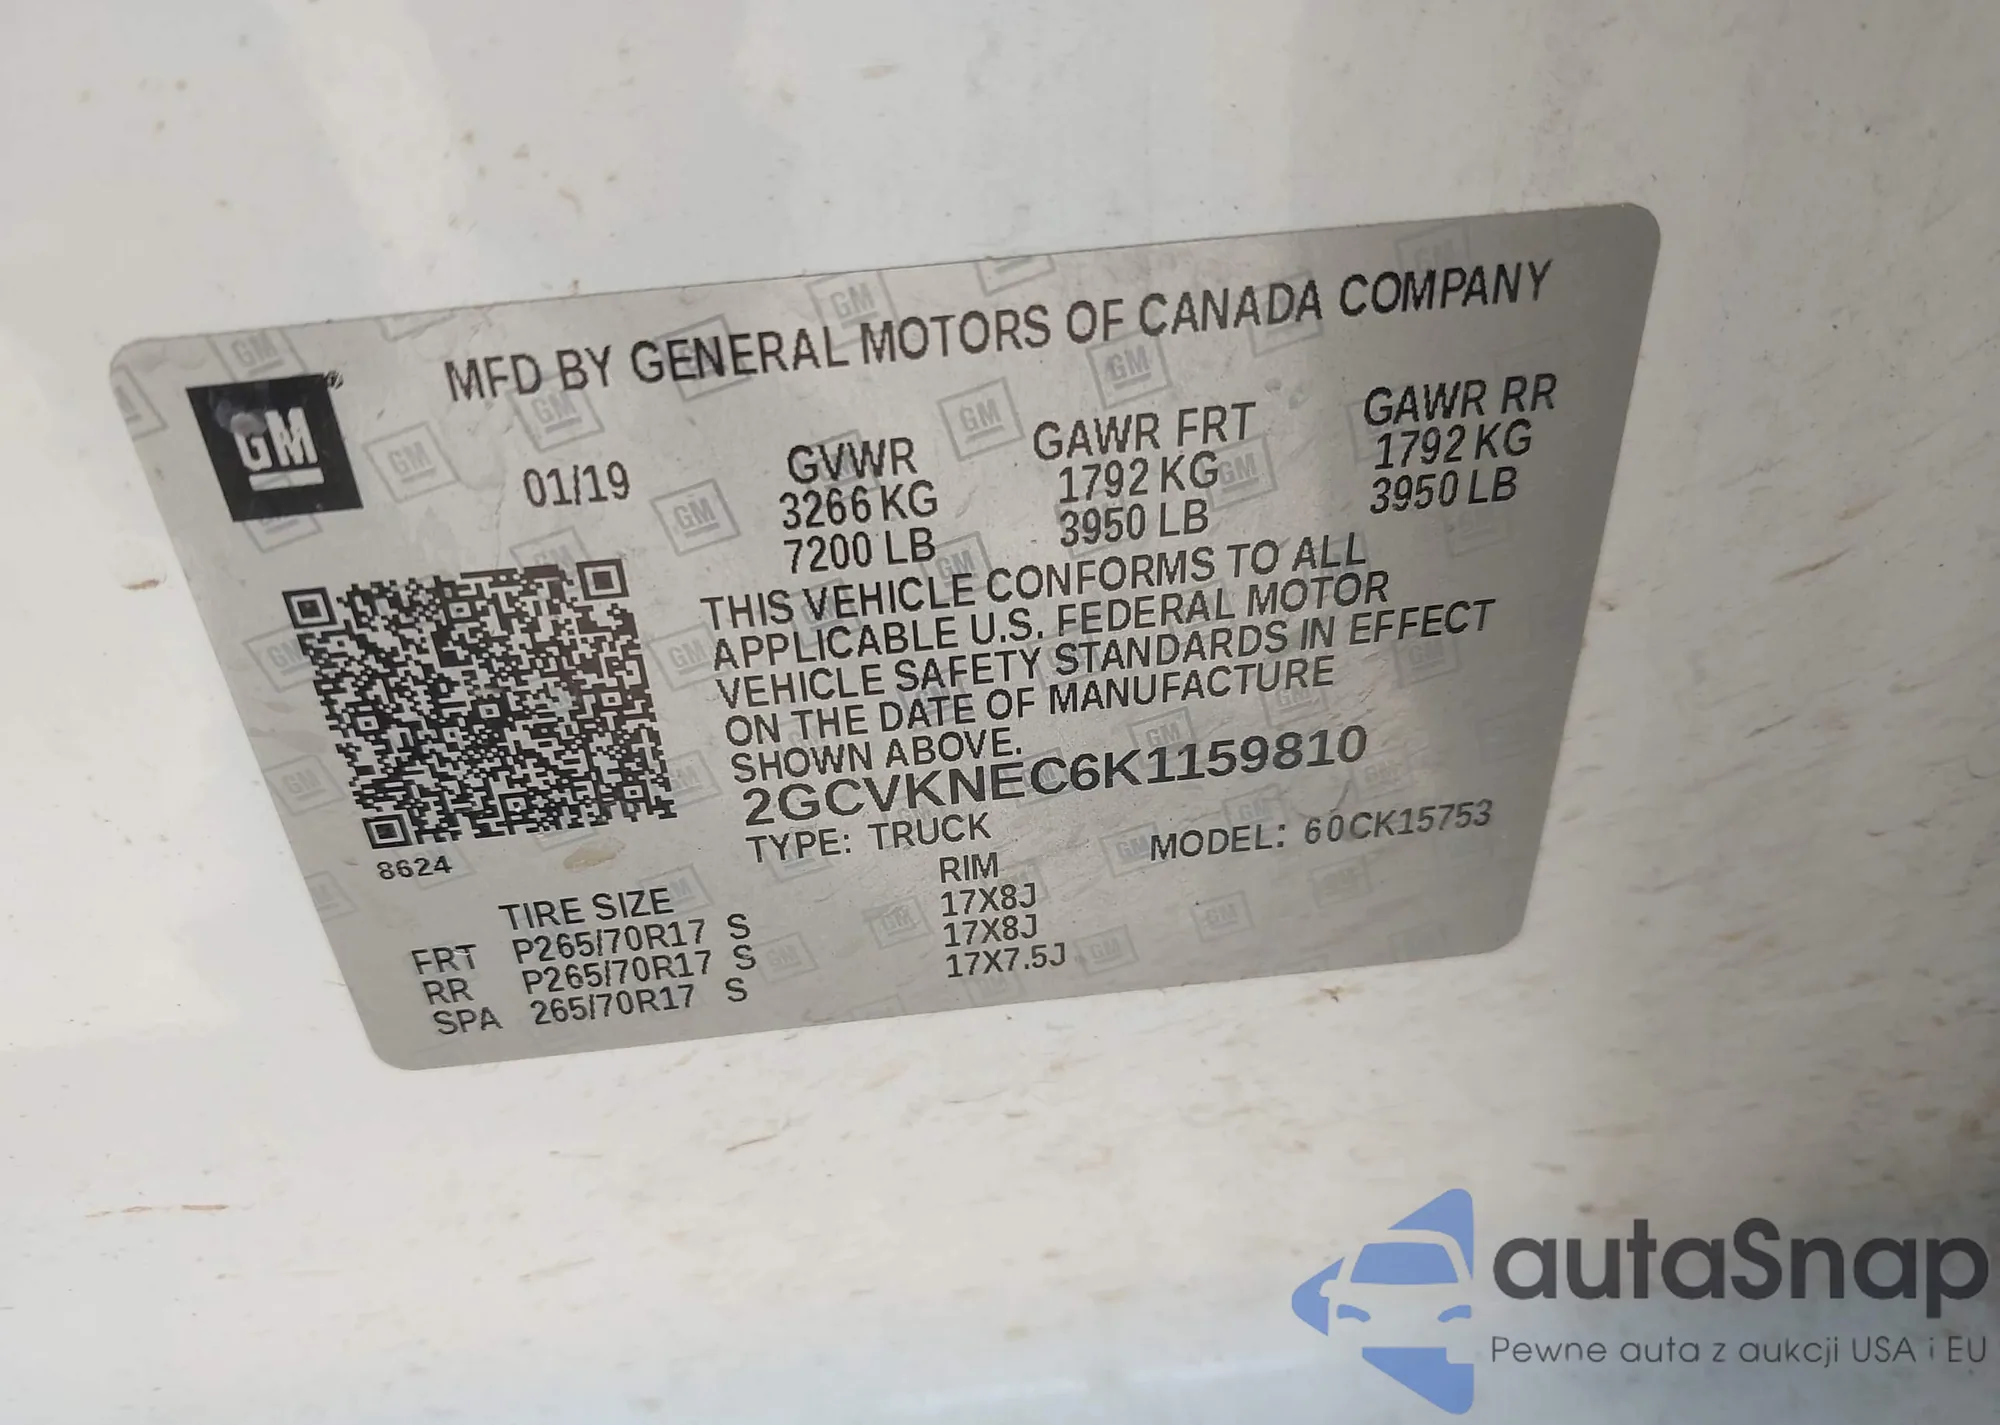 MFD BY GENERAL MOTORS OF CANADA COMPANY
GM
01/19
GVWR
3266 KG
7200 LB
GAWR FRT
1792 KG
3950 LB
GAWR RR
1792 KG
3950 LB
THIS VEHICLE CONFORMS TO ALL
APPLICABLE U.S. FEDERAL MOTOR
VEHICLE SAFETY STANDARDS IN EFFECT
ON THE DATE OF MANUFACTURE
SHOWN ABOVE.
2GCVKNEC6K1159810
TYPE: TRUCK
MODEL: 60CK15753
8624
TIRE SIZE RIM
FRT P265/70R17 S 17X8J
RR P265/70R17 S 17X8J
SPA 265/70R17 S 17X7.5J
autaSnap
Pewne auta z aukcji USA i EU